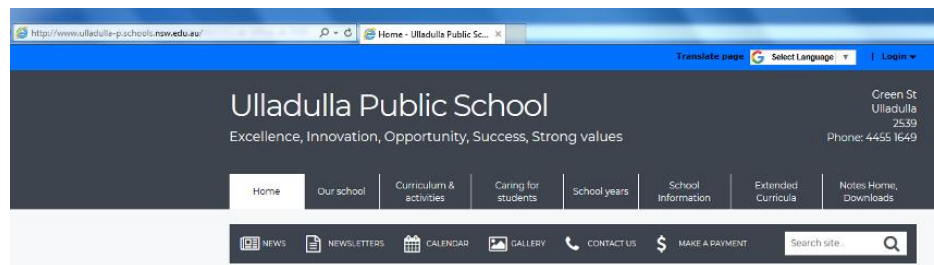 http://www.ulladulla-p.schools.nsw.edu.au/
Home - Ulladulla Public Sc...
Translate page Select Language | Login
Ulladulla Public School
Excellence, Innovation, Opportunity, Success, Strong values
Green St
Ulladulla
2539
Phone: 4455 1649
Home
Our school
Curriculum &
activities
Caring for
students
School years
School
Information
Extended
Curricula
Notes Home,
Downloads
NEWS
NEWSLETTERS
CALENDAR
GALLERY
CONTACT US
MAKE A PAYMENT
Search site..